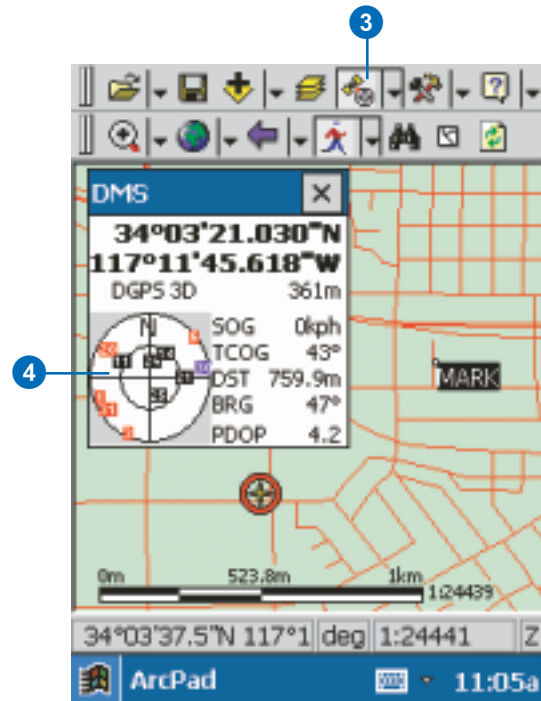 3
DMS
34°03'21.030"N
117°11'45.618"W
DGPS 3D 361m
N
SOG 0kph
TCOG 43°
4
DST 759.9m
BRG 47°
PDOP 4.2
MARK
0m 523.8m 1km
1:24439
34°03'37.5"N 117°1 deg 1:24441 Z
ArcPad 11:05a